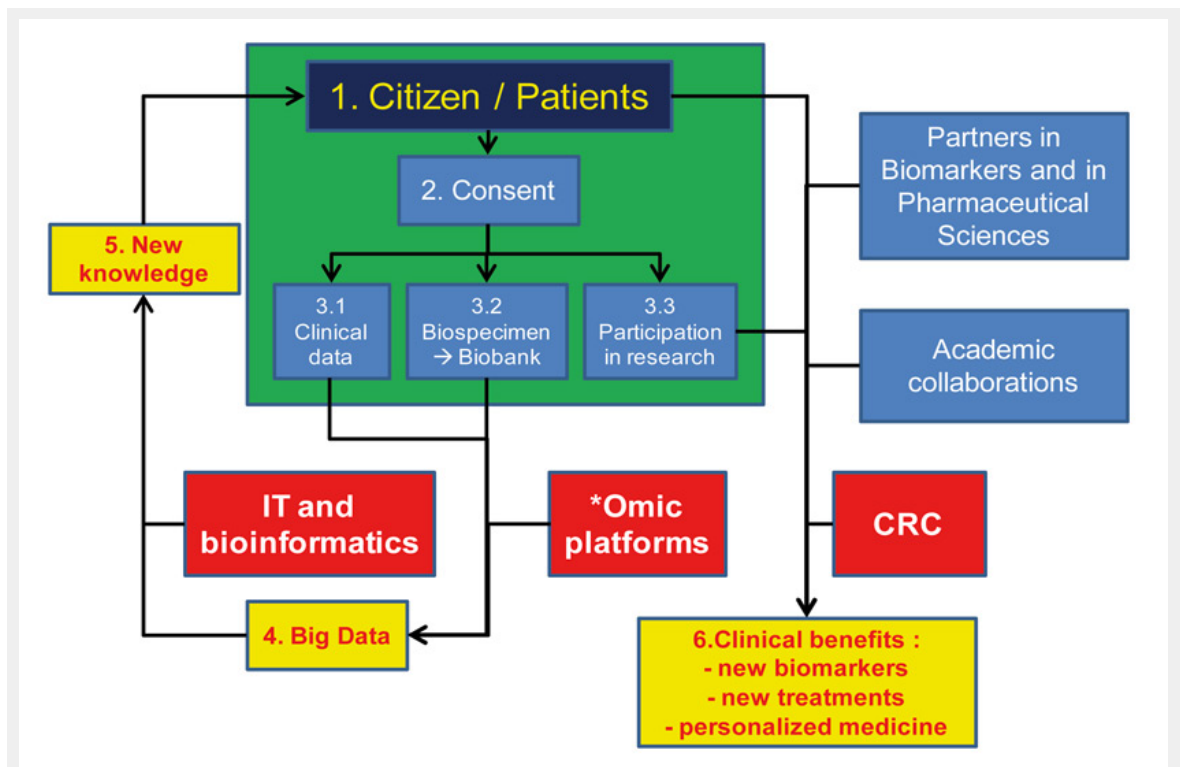 1. Citizen / Patients
2. Consent
3.1
Clinical
data
3.2
Biospecimen
→ Biobank
3.3
Participation
in research
Partners in
Biomarkers and in
Pharmaceutical
Sciences
Academic
collaborations
5. New
knowledge
IT and
bioinformatics
*Omic
platforms
CRC
4. Big Data
6.Clinical benefits :
- new biomarkers
- new treatments
- personalized medicine